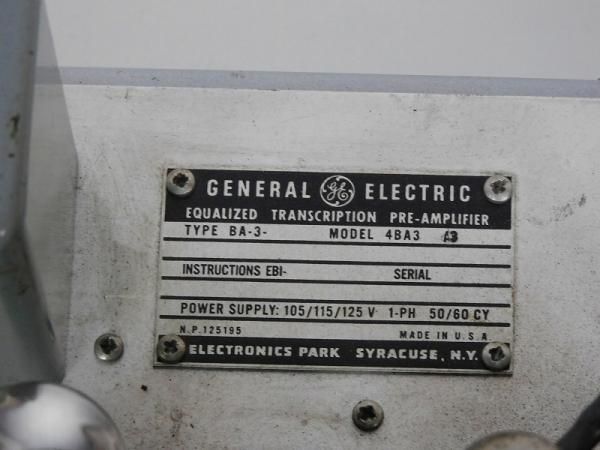 GENERAL GE ELECTRIC
EQUALIZED TRANSCRIPTION PRE-AMPLIFIER
TYPE BA-3- MODEL 4BA3
INSTRUCTIONS EBI- SERIAL
POWER SUPPLY: 105/115/125 V 1-PH 50/60 CY
N.P.125195 MADE IN U.S.A
ELECTRONICS PARK SYRACUSE, N.Y.